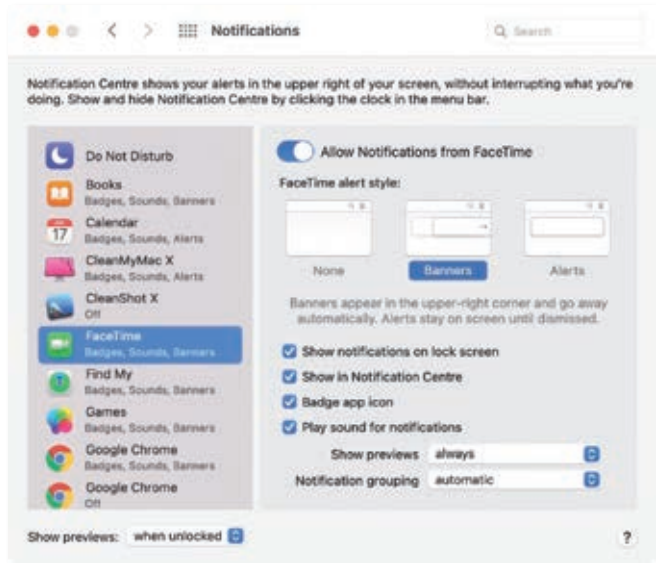 Notifications
Search
Notification Centre shows your alerts in the upper right of your screen, without interrupting what you're
doing. Show and hide Notification Centre by clicking the clock in the menu bar.
Do Not Disturb
Books
Badges, Sounds, Banners
17
Calendar
Badges, Sounds, Alerts
CleanMyMac X
Badges, Sounds, Alerts
CleanShot X
Off
FaceTime
Badges, Sounds, Banners
Find My
Badges, Sounds, Banners
Games
Badges, Sounds, Banners
Google Chrome
Badges, Sounds, Banners
Google Chrome
Off
Allow Notifications from FaceTime
FaceTime alert style:
None
Banners
Alerts
Banners appear in the upper-right corner and go away
automatically. Alerts stay on screen until dismissed.
Show notifications on lock screen
Show in Notification Centre
Badge app icon
Play sound for notifications
Show previews always
Notification grouping automatic
Show previews: when unlocked
?